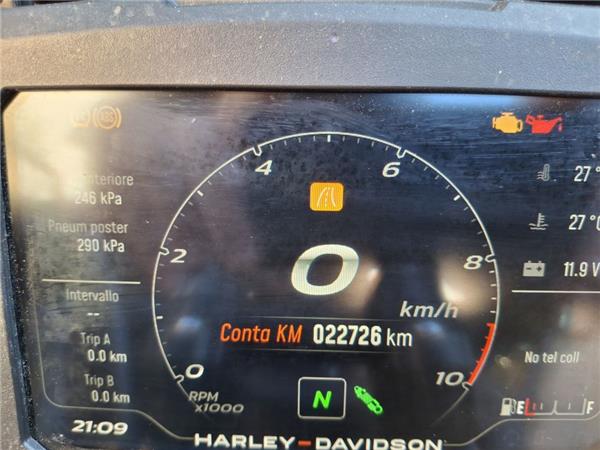 ABS
4
6
27 °
nteriore
246 kPa
Pneum poster
290 kPa
27 °C
2
0
8
11.9 V
km/h
Intervallo
--
Conta KM 022726 km
Trip A
0.0 km
No tel coll
Trip B
0.0 km
0
10
RPM
x1000
N
E F
21:09
HARLEY-DAVIDSON